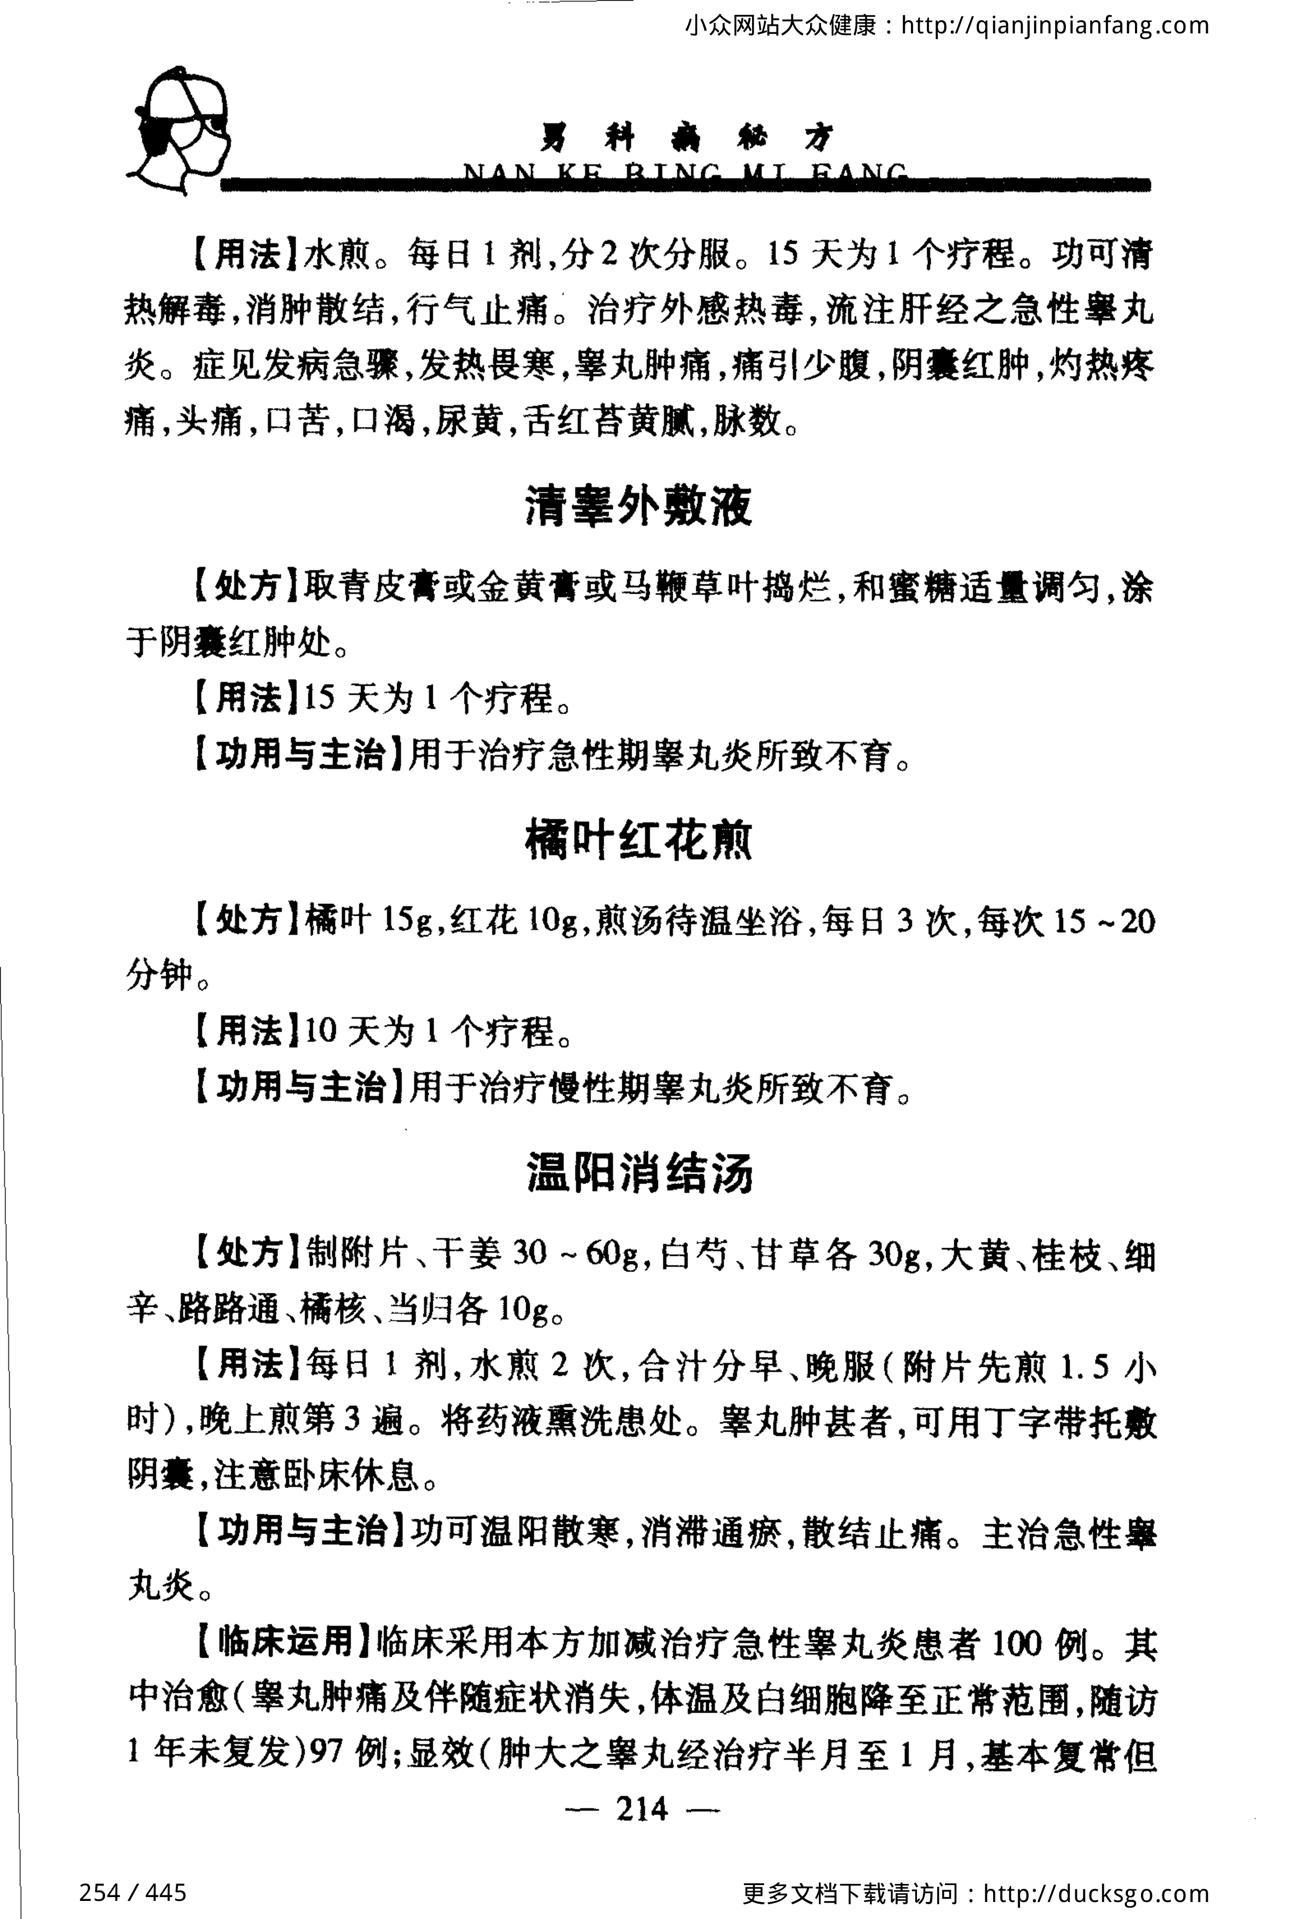 小众网站大众健康：http://qianjinpianfang.com
男科病秘方
NAN KE BING MI FANG
【用法】水煎。每日1剂,分2次分服。15天为1个疗程。功可清
热解毒,消肿散结,行气止痛。治疗外感热毒,流注肝经之急性睾丸
炎。症见发病急骤,发热畏寒,睾丸肿痛,痛引少腹,阴囊红肿,灼热疼
痛,头痛,口苦,口渴,尿黄,舌红苔黄腻,脉数。
清睾外敷液
【处方】取青皮膏或金黄膏或马鞭草叶捣烂,和蜜糖适量调匀,涂
于阴囊红肿处。
【用法】15天为1个疗程。
【功用与主治】用于治疗急性期睾丸炎所致不育。
橘叶红花煎
【处方】橘叶15g,红花10g,煎汤待温坐浴,每日3次,每次15~20
分钟。
【用法】10天为1个疗程。
【功用与主治】用于治疗慢性期睾丸炎所致不育。
温阳消结汤
【处方】制附片、干姜30~60g,白芍、甘草各30g,大黄、桂枝、细
辛、路路通、橘核、当归各10g。
【用法】每日1剂,水煎2次,合汁分早、晚服(附片先煎1.5小
时),晚上煎第3遍。将药液熏洗患处。睾丸肿甚者,可用丁字带托敷
阴囊,注意卧床休息。
【功用与主治】功可温阳散寒,消滞通瘀,散结止痛。主治急性睾
丸炎。
【临床运用】临床采用本方加减治疗急性睾丸炎患者100例。其
中治愈(睾丸肿痛及伴随症状消失,体温及白细胞降至正常范围,随访
1年未复发)97例;显效(肿大之睾丸经治疗半月至1月,基本复常但
— 214 —
254 / 445
更多文档下载请访问：http://ducksgo.com